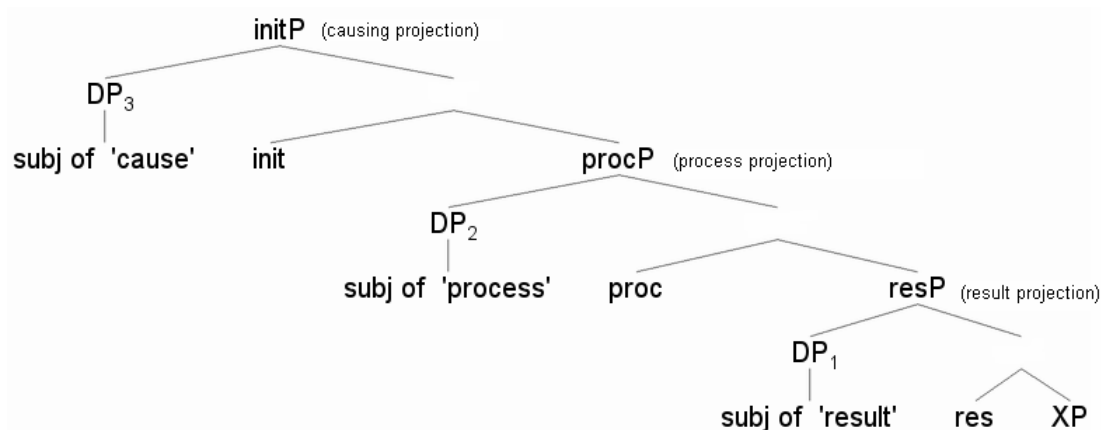 initP (causing projection)
DP₃
subj of 'cause' init procP (process projection)
DP₂
subj of 'process' proc resP (result projection)
DP₁
subj of 'result' res XP